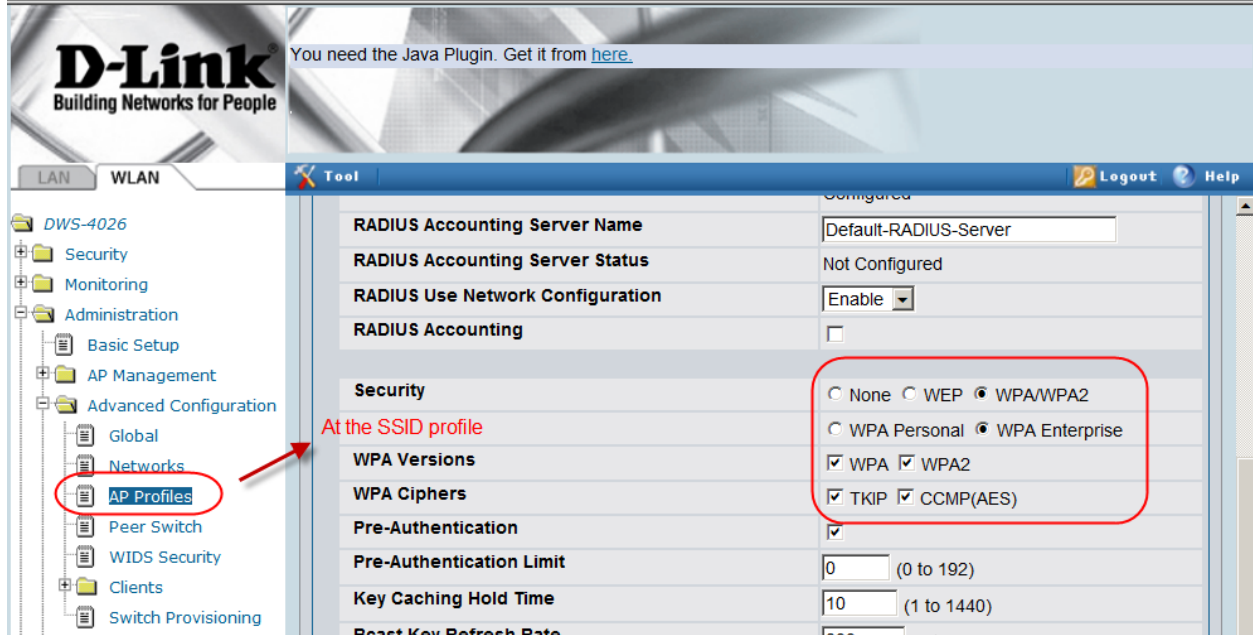 D-Link®
Building Networks for People
You need the Java Plugin. Get it from here.
LAN WLAN
Tool Logout Help
DWS-4026
Security
Monitoring
Administration
Basic Setup
AP Management
Advanced Configuration
Global
Networks
AP Profiles
Peer Switch
WIDS Security
Clients
Switch Provisioning
Configured
RADIUS Accounting Server Name Default-RADIUS-Server
RADIUS Accounting Server Status Not Configured
RADIUS Use Network Configuration Enable
RADIUS Accounting
Security None WEP WPA/WPA2
At the SSID profile WPA Personal WPA Enterprise
WPA Versions WPA WPA2
WPA Ciphers TKIP CCMP(AES)
Pre-Authentication
Pre-Authentication Limit 0 (0 to 192)
Key Caching Hold Time 10 (1 to 1440)
Bcast Key Refresh Rate